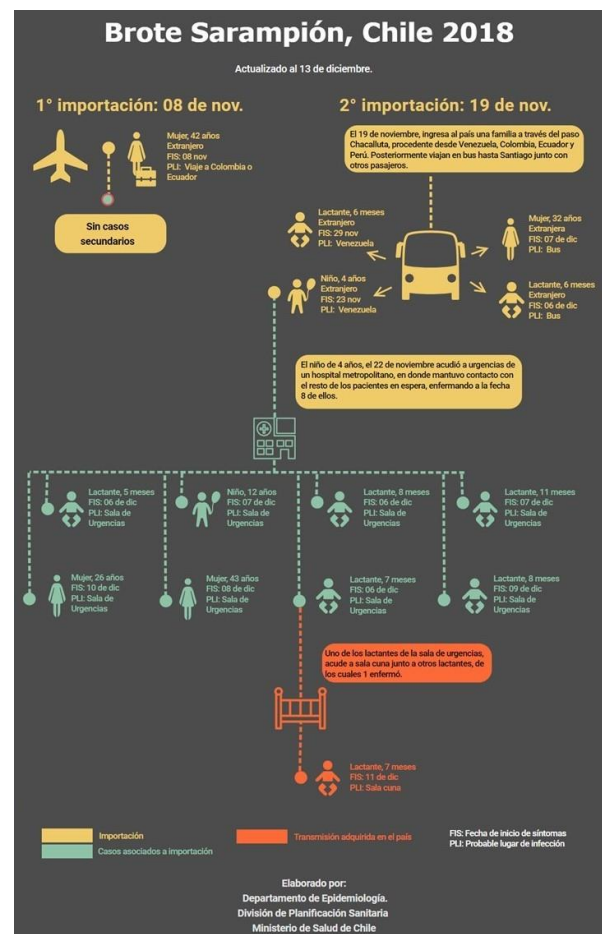 Brote Sarampión, Chile 2018
Actualizado al 13 de diciembre.
1° importación: 08 de nov.
Mujer, 42 años
Extranjero
FIS: 08 nov
PLI: Viaje a Colombia o
Ecuador
Sin casos
secundarios
2° importación: 19 de nov.
El 19 de noviembre, ingresa al país una familia a través del paso
Chacalluta, procedente desde Venezuela, Colombia, Ecuador y
Perú. Posteriormente viajan en bus hasta Santiago junto con
otros pasajeros.
Lactante, 6 meses
Extranjero
FIS: 29 nov
PLI: Venezuela
Mujer, 32 años
Extranjera
FIS: 07 de dic
PLI: Bus
Niño, 4 años
Extranjero
FIS: 23 nov
PLI: Venezuela
Lactante, 6 meses
Extranjero
FIS: 06 de dic
PLI: Bus
El niño de 4 años, el 22 de noviembre acudió a urgencias de
un hospital metropolitano, en donde mantuvo contacto con
el resto de los pacientes en espera, enfermando a la fecha
8 de ellos.
Lactante, 5 meses
FIS: 06 de dic
PLI: Sala de
Urgencias
Niño, 12 años
FIS: 07 de dic
PLI: Sala de
Urgencias
Lactante, 8 meses
FIS: 06 de dic
PLI: Sala de
Urgencias
Lactante, 11 meses
FIS: 07 de dic
PLI: Sala de
Urgencias
Mujer, 26 años
FIS: 10 de dic
PLI: Sala de
Urgencias
Mujer, 43 años
FIS: 08 de dic
PLI: Sala de
Urgencias
Lactante, 7 meses
FIS: 06 de dic
PLI: Sala de
Urgencias
Lactante, 8 meses
FIS: 09 de dic
PLI: Sala de
Urgencias
Uno de los lactantes de la sala de urgencias,
acude a sala cuna junto a otros lactantes, de
los cuales 1 enfermó.
Lactante, 7 meses
FIS: 11 de dic
PLI: Sala cuna
Importación
Casos asociados a importación
Transmisión adquirida en el país
FIS: Fecha de inicio de síntomas
PLI: Probable lugar de infección
Elaborado por:
Departamento de Epidemiología.
División de Planificación Sanitaria
Ministerio de Salud de Chile